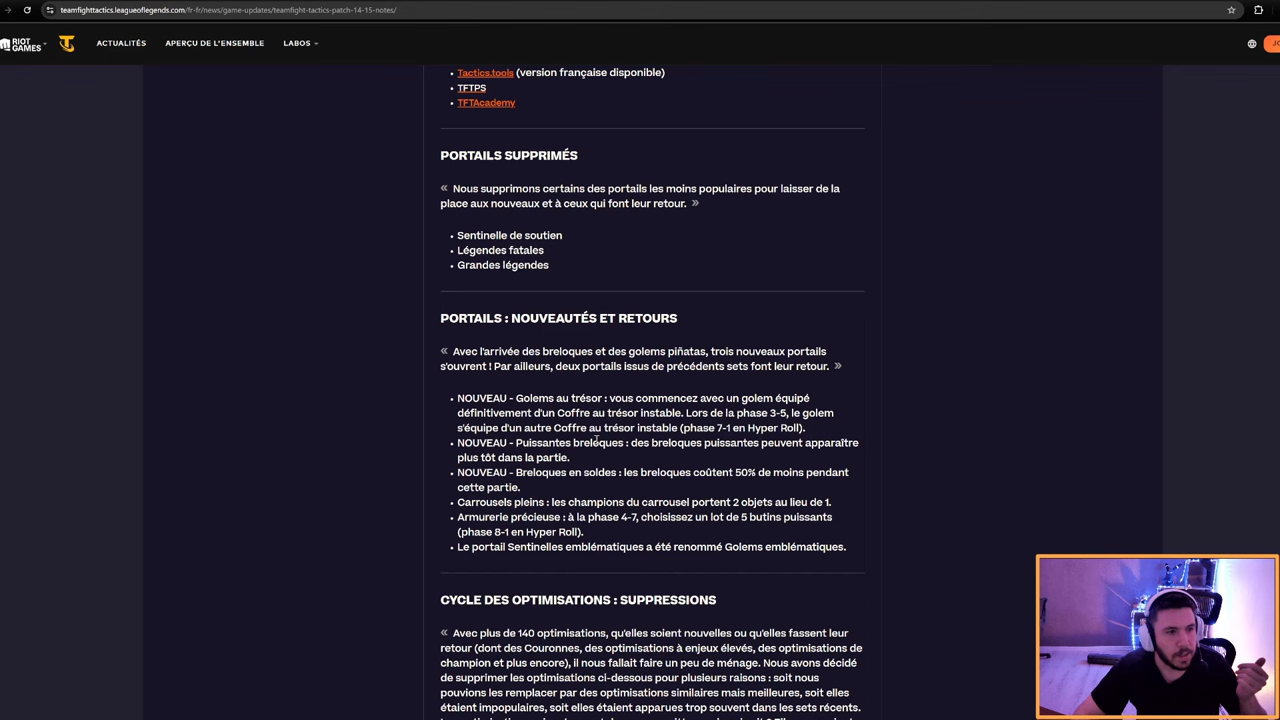 teamfighttactics.leagueoflegends.com/fr-fr/news/game-updates/teamfight-tactics-patch-14-15-notes/
RIOT GAMES
ACTUALITÉS
APERÇU DE L'ENSEMBLE
LABOS
Tactics.tools (version française disponible)
TFTPS
TFTAcademy
PORTAILS SUPPRIMÉS
« Nous supprimons certains des portails les moins populaires pour laisser de la
place aux nouveaux et à ceux qui font leur retour. »
Sentinelle de soutien
Légendes fatales
Grandes légendes
PORTAILS : NOUVEAUTÉS ET RETOURS
« Avec l'arrivée des breloques et des golems piñatas, trois nouveaux portails
s'ouvrent ! Par ailleurs, deux portails issus de précédents sets font leur retour. »
NOUVEAU - Golems au trésor : vous commencez avec un golem équipé
définitivement d'un Coffre au trésor instable. Lors de la phase 3-5, le golem
s'équipe d'un autre Coffre au trésor instable (phase 7-1 en Hyper Roll).
NOUVEAU - Puissantes breloques : des breloques puissantes peuvent apparaître
plus tôt dans la partie.
NOUVEAU - Breloques en soldes : les breloques coûtent 50% de moins pendant
cette partie.
Carrousels pleins : les champions du carrousel portent 2 objets au lieu de 1.
Armurerie précieuse : à la phase 4-7, choisissez un lot de 5 butins puissants
(phase 8-1 en Hyper Roll).
Le portail Sentinelles emblématiques a été renommé Golems emblématiques.
CYCLE DES OPTIMISATIONS : SUPPRESSIONS
« Avec plus de 140 optimisations, qu'elles soient nouvelles ou qu'elles fassent leur
retour (dont des Couronnes, des optimisations à enjeux élevés, des optimisations de
champion et plus encore), il nous fallait faire un peu de ménage. Nous avons décidé
de supprimer les optimisations ci-dessous pour plusieurs raisons : soit nous
pouvions les remplacer par des optimisations similaires mais meilleures, soit elles
étaient impopulaires, soit elles étaient apparues trop souvent dans les sets récents.